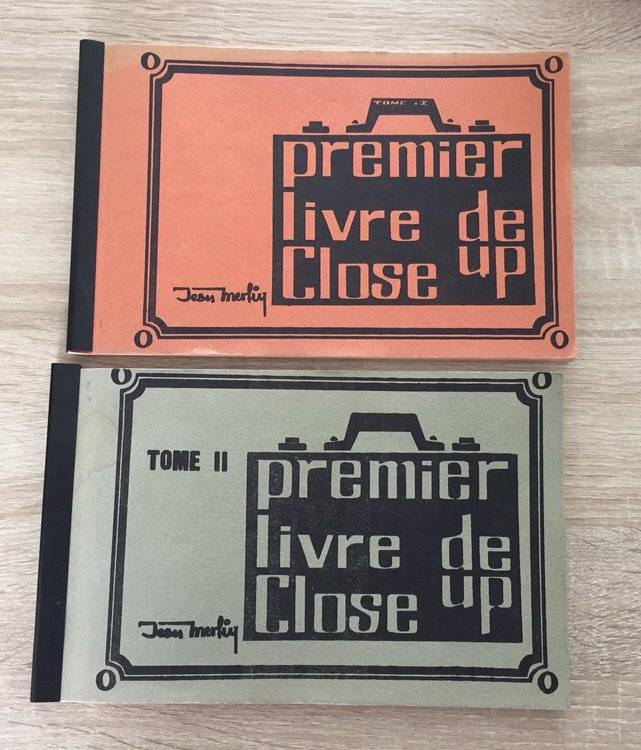 TOME .I
premier
livre de
Close up
Jean Merlin
TOME II
premier
livre de
Close up
Jean Merlin